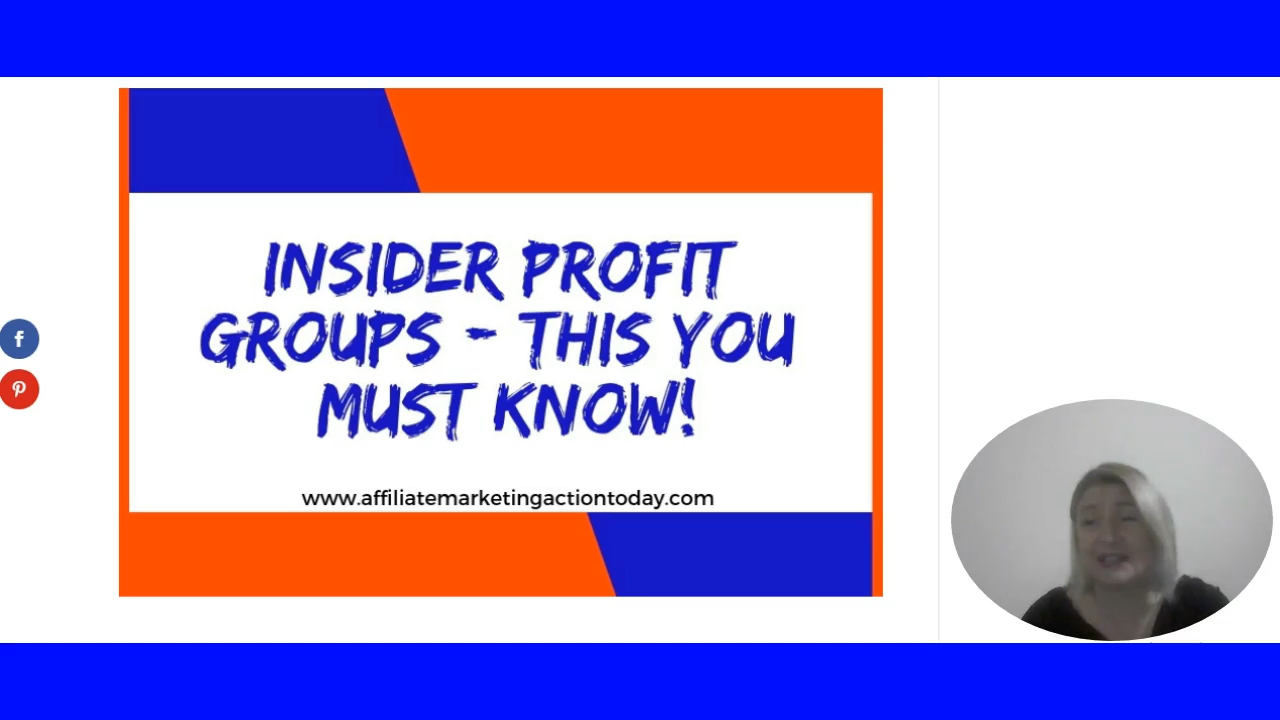 INSIDER PROFIT
GROUPS - THIS YOU
MUST KNOW!
www.affiliatemarketingactiontoday.com